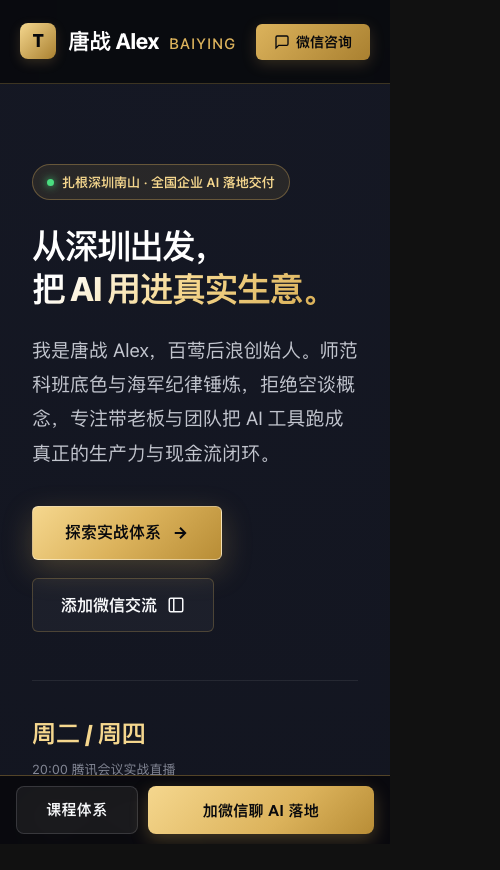 T 唐战 Alex BAIYING 微信咨询
扎根深圳南山 · 全国企业 AI 落地交付
从深圳出发，
把 AI 用进真实生意。
我是唐战 Alex，百莺后浪创始人。师范
科班底色与海军纪律锤炼，拒绝空谈概
念，专注带老板与团队把 AI 工具跑成
真正的生产力与现金流闭环。
探索实战体系 →
添加微信交流
周二 / 周四
20:00 腾讯会议实战直播
课程体系 加微信聊 AI 落地